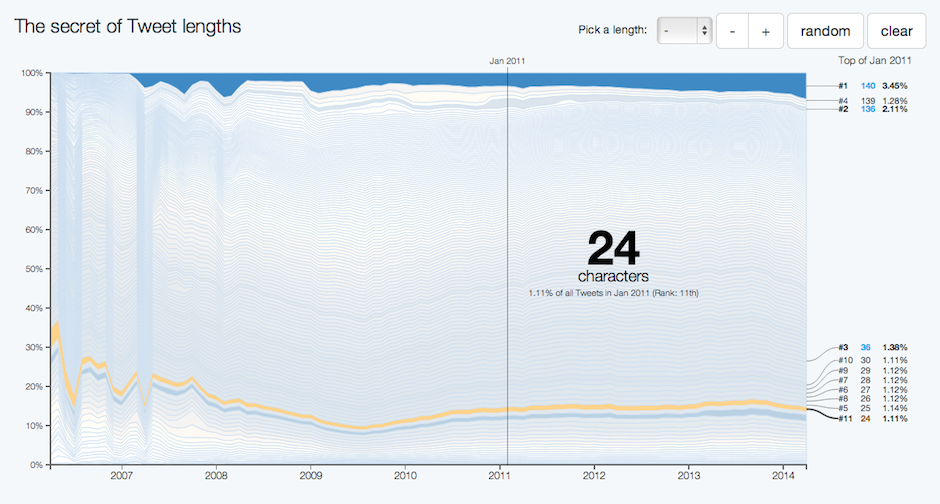 The secret of Tweet lengths
Pick a length: - - + random clear
Jan 2011
Top of Jan 2011
100%
90%
80%
70%
60%
50%
40%
30%
20%
10%
0%
#1 140 3.45%
#4 139 1.28%
#2 136 2.11%
24
characters
1.11% of all Tweets in Jan 2011 (Rank: 11th)
#3 36 1.38%
#10 30 1.11%
#9 29 1.12%
#7 28 1.12%
#6 27 1.12%
#8 26 1.12%
#5 25 1.14%
#11 24 1.11%
2007 2008 2009 2010 2011 2012 2013 2014